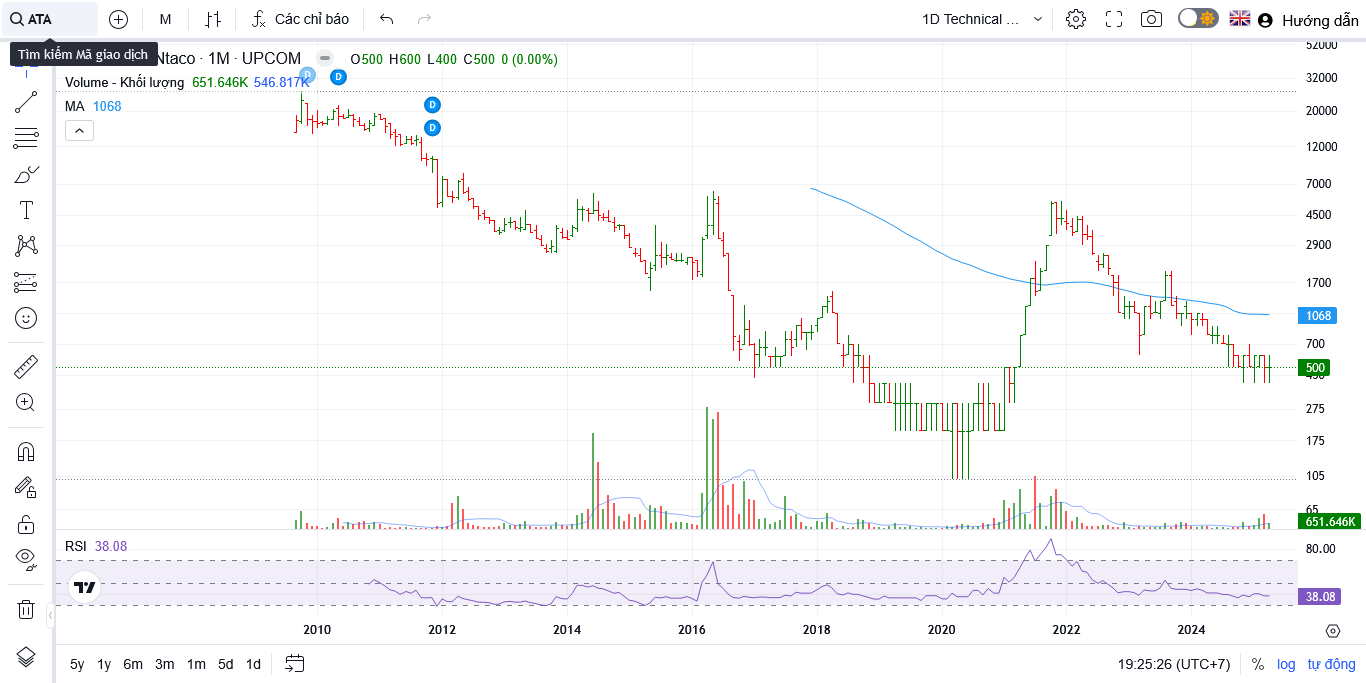 ATA
M
Các chỉ báo
1D Technical ...
Hướng dẫn
Tìm kiếm Mã giao dịch
Ntaco · 1M · UPCOM
O500 H600 L400 C500 0 (0.00%)
Volume - Khối lượng 651.646K 546.817K
MA 1068
D
D
D
D
52000
32000
20000
12000
7000
4500
2900
1700
1068
700
500
450
275
175
105
65
651.646K
RSI 38.08
80.00
38.08
2010 2012 2014 2016 2018 2020 2022 2024
5y 1y 6m 3m 1m 5d 1d
19:25:26 (UTC+7) % log tự động